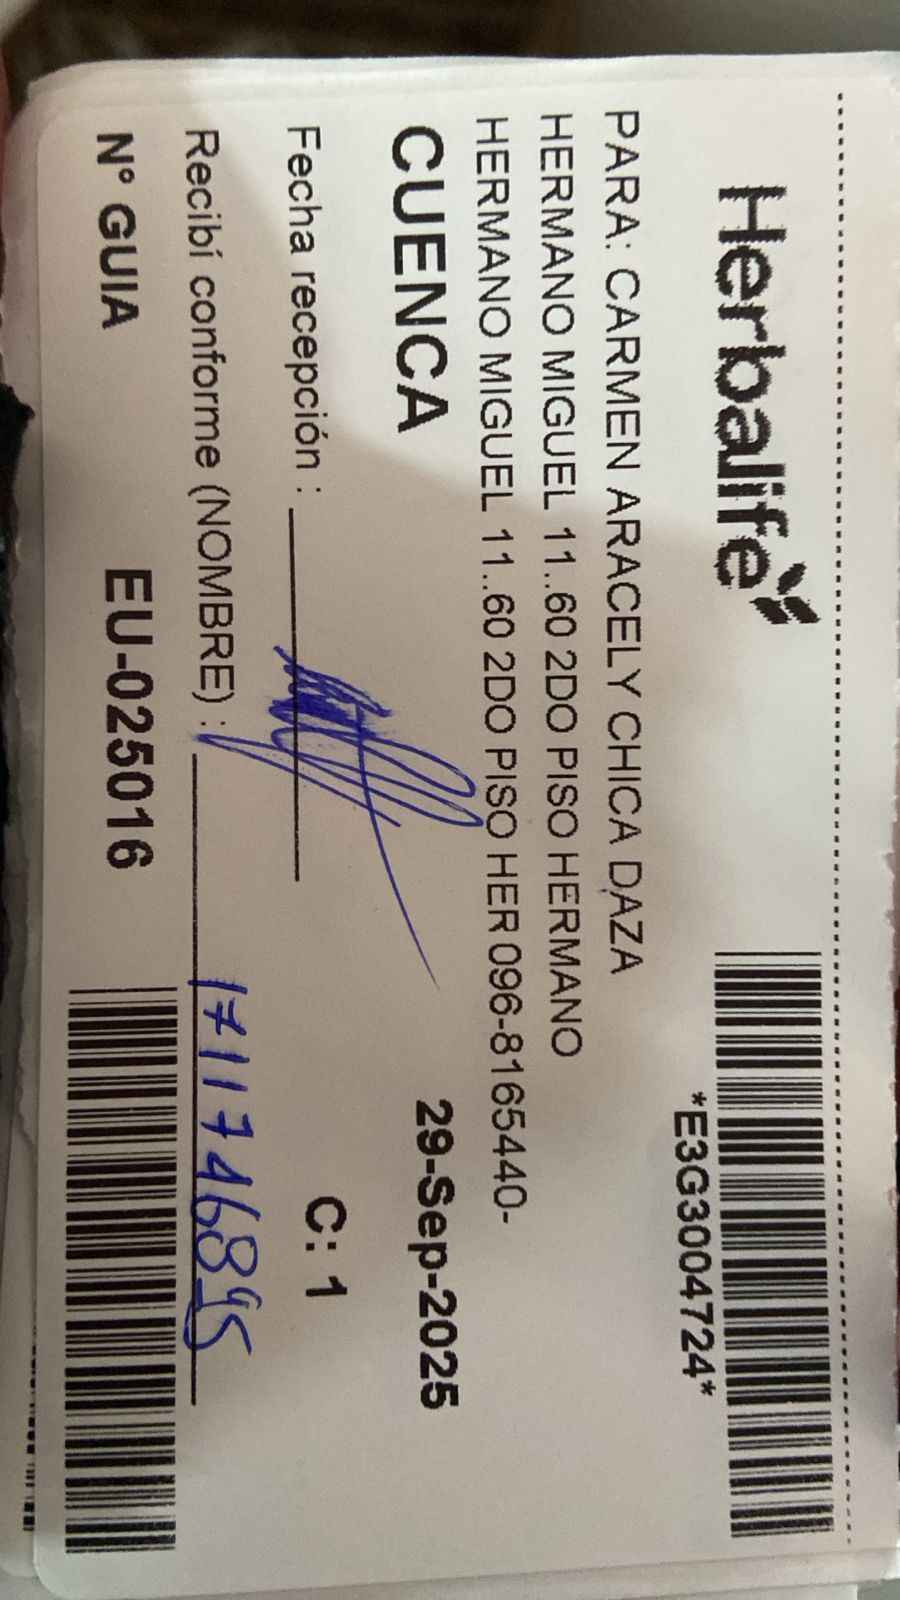 Herbalife
*E3G3004724*
PARA: CARMEN ARACELY CHICA DAZA
HERMANO MIGUEL 11..60 2DO PISO HERMANO
HERMANO MIGUEL 11..60 2DO PISO HER 096-8165440-
CUENCA 29-Sep-2025
Fecha recepción : C: 1
Recibí conforme (NOMBRE) : 1711746895
N° GUIA EU-025016